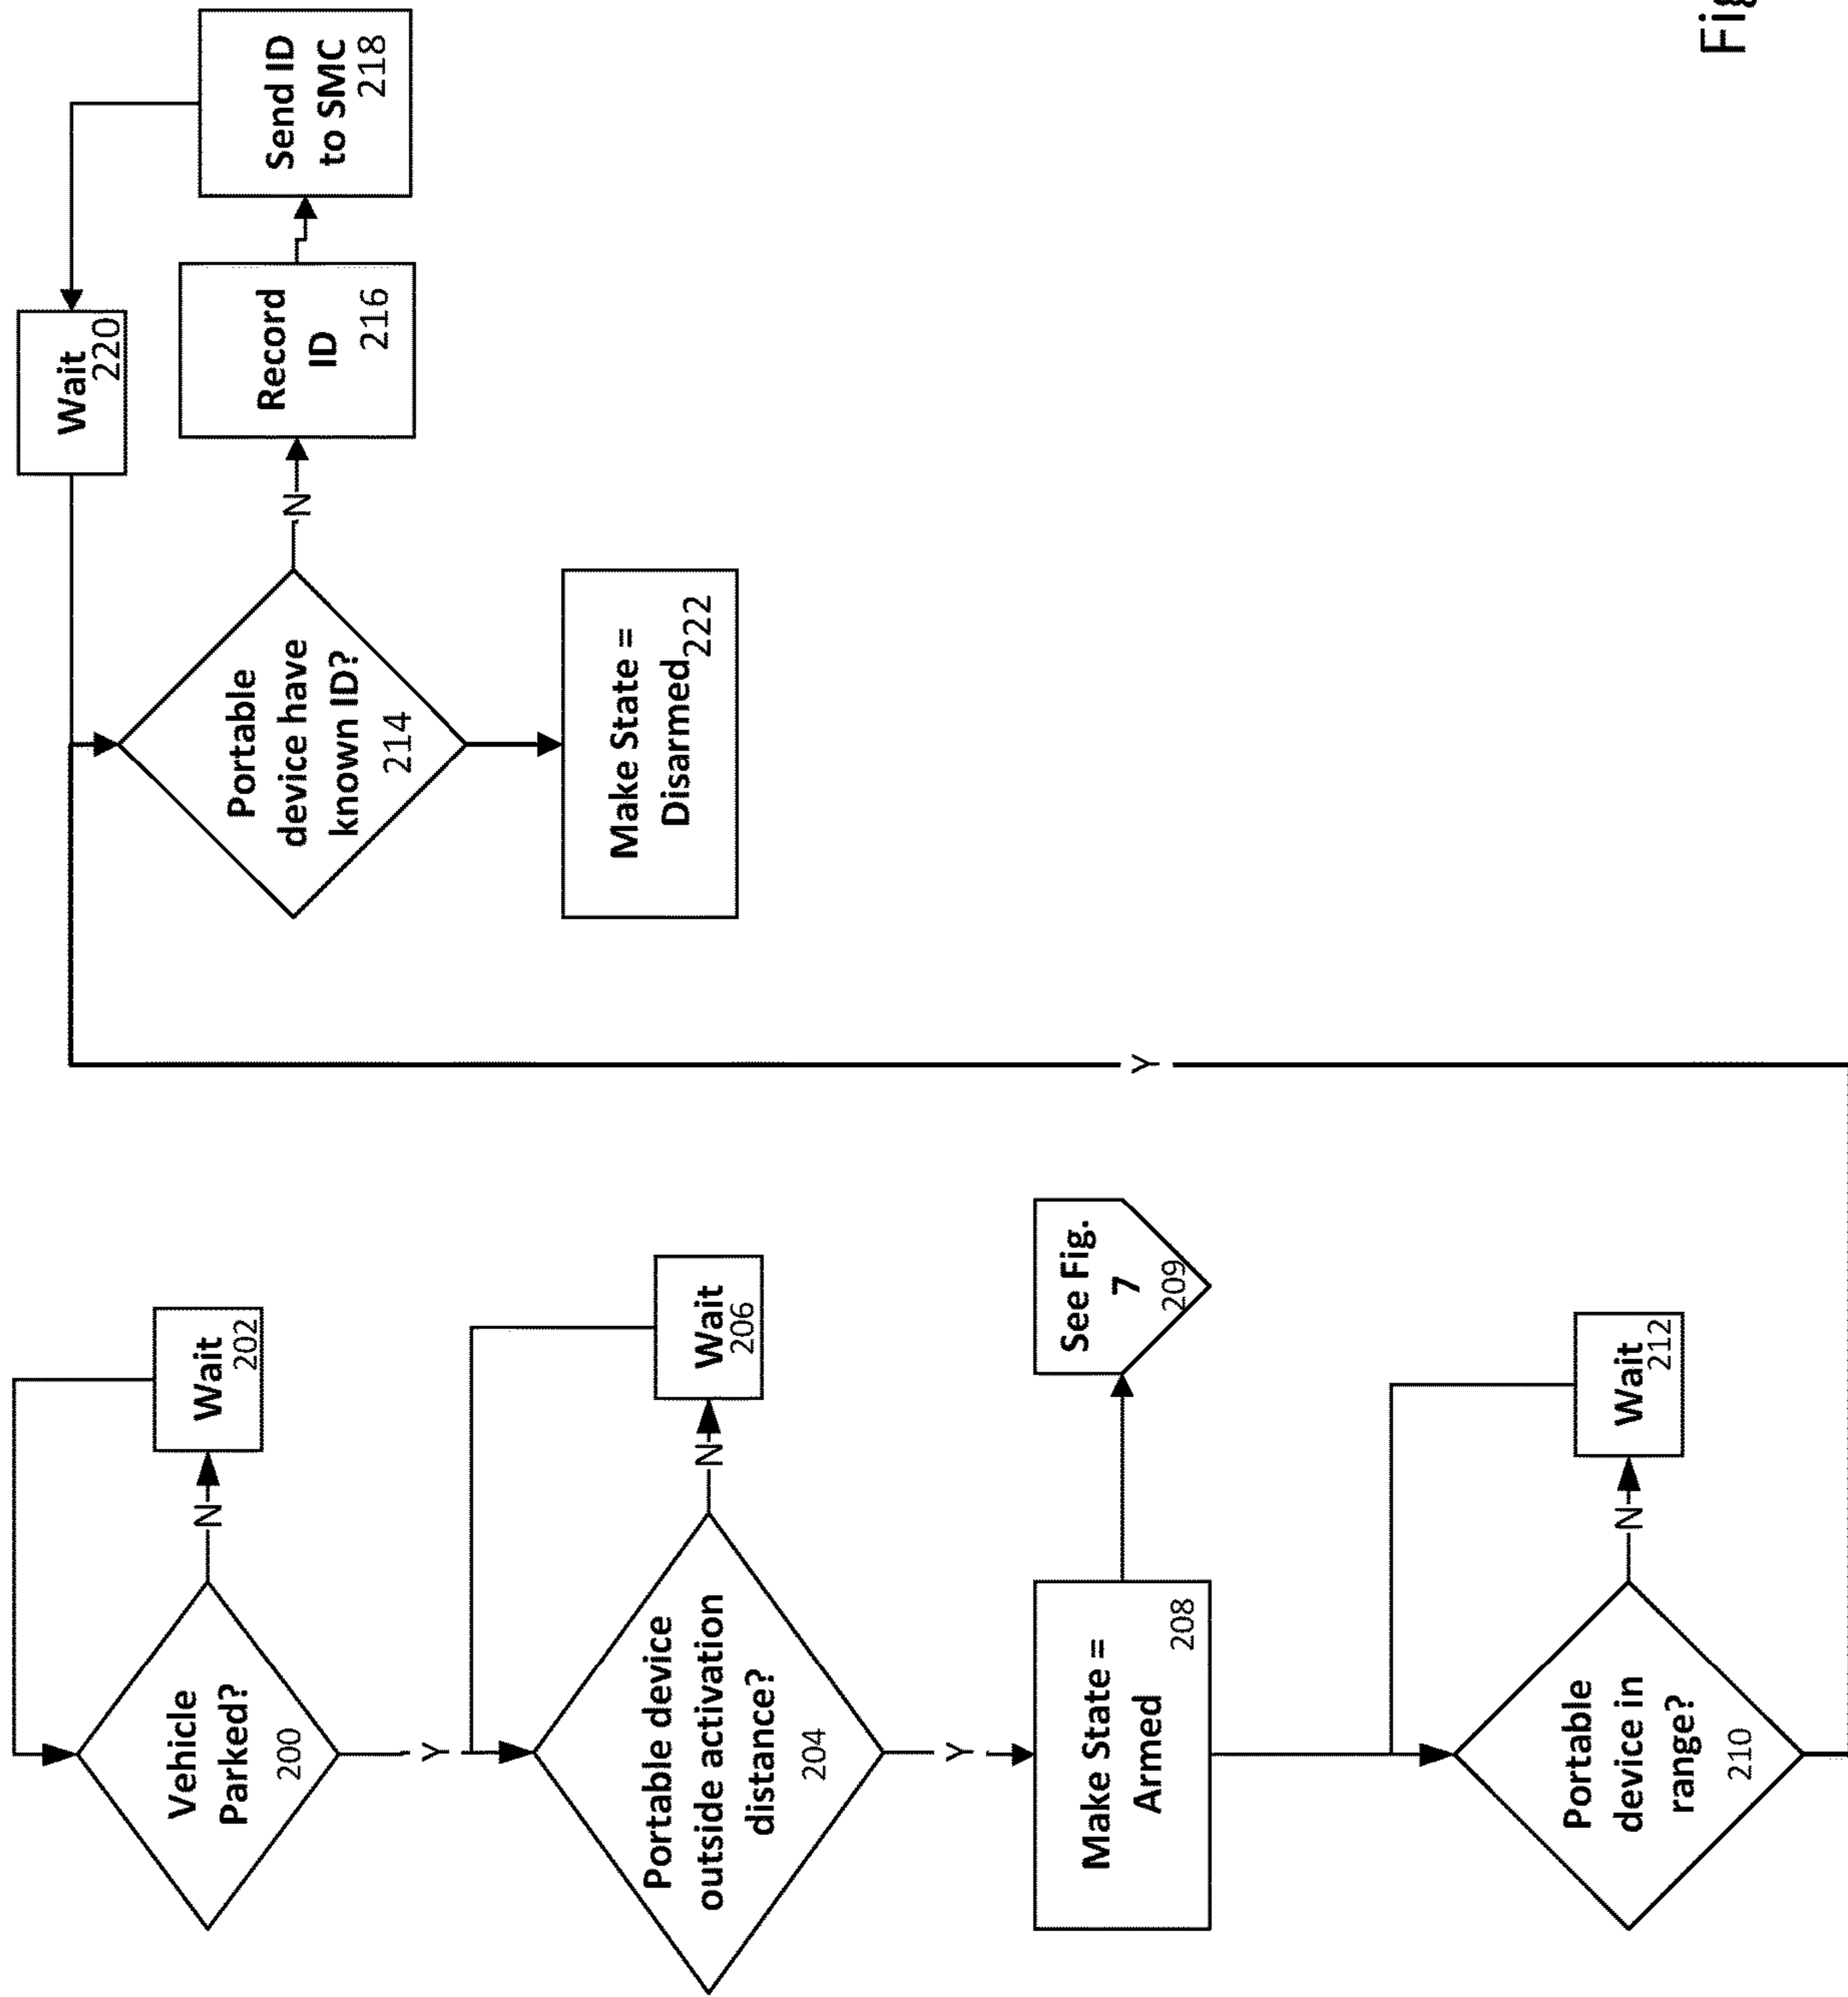 Vehicle
Parked?
200
N
Wait
202
Y
Portable device
outside activation
distance?
204
N
Wait
206
Y
Make State =
Armed
208
See Fig.
7
209
Portable
device in
range?
210
N
Wait
212
Y
Portable
device have
known ID?
214
N
Record
ID
216
Send ID
to SMC
218
Wait
220
Make State =
Disarmed
222
Fig